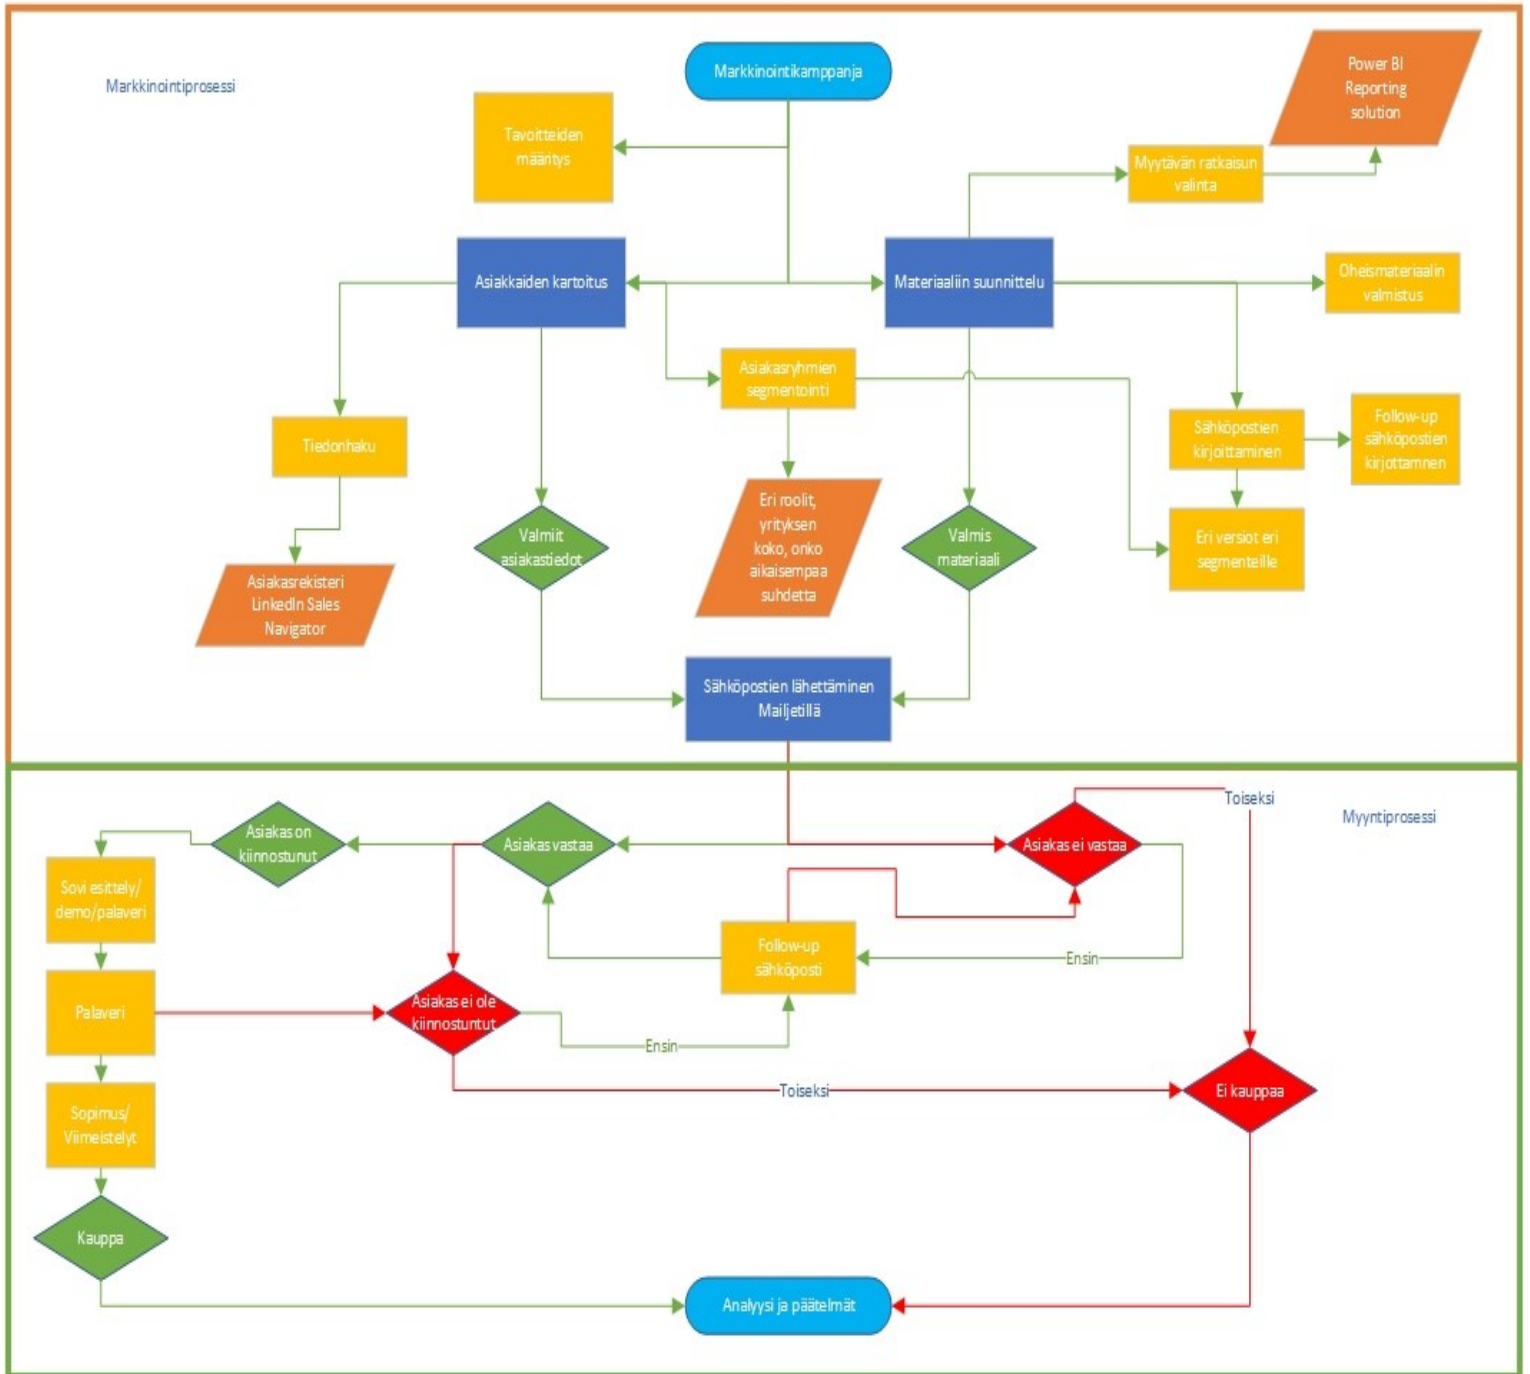 Markkinointiprosessi
Markkinointikamppanja
Power BI
Reporting
solution
Tavoitteiden
määritys
Myytävän ratkaisun
valinta
Asiakkaiden kartoitus
Materiaaliin suunnittelu
Oheismateriaalin
valmistus
Asiakasryhmien
segmentointi
Tiedonhaku
Sähköpostien
kirjoittaminen
Follow-up
sähköpostien
kirjottamnen
Valmiit
asiakastiedot
Eri roolit,
yrityksen
koko, onko
aikaisempaa
suhdetta
Valmis
materiaali
Eri versiot eri
segmenteille
Asiakasrekisteri
LinkedIn Sales
Navigator
Sähköpostien lähettäminen
Mailjetillä
Toiseksi
Myyntiprosessi
Asiakas on
kiinnostunut
Asiakas vastaa
Asiakas ei vastaa
Sovi esittely/
demo/palaveri
Follow-up
sähköposti
Ensin
Palaveri
Asiakas ei ole
kiinnostuntut
Ensin
Toiseksi
Ei kauppaa
Sopimus/
Viimeistelyt
Kauppa
Analyysi ja päätelmät